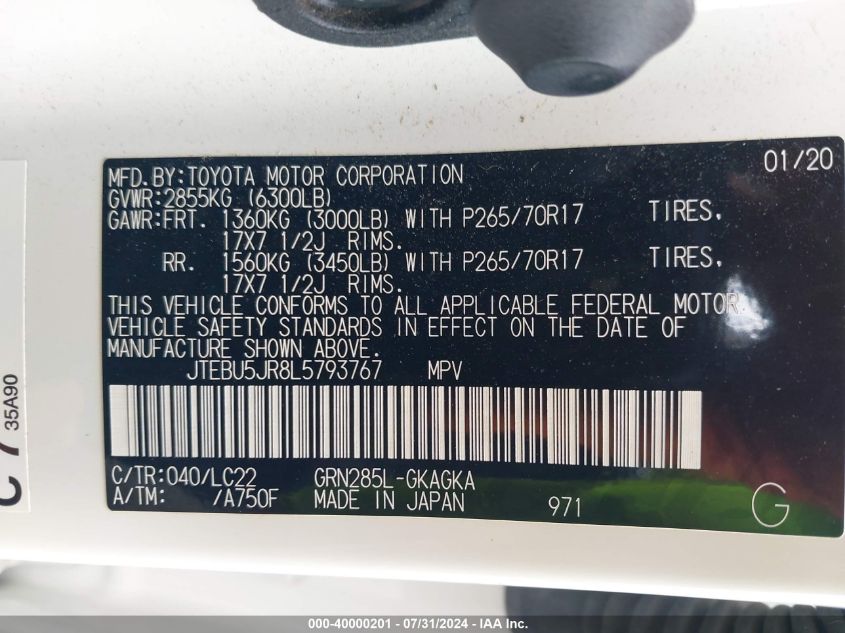 MFD.BY:TOYOTA MOTOR CORPORATION 01/20
GVWR:2855KG (6300LB)
GAWR:FRT. 1360KG (3000LB) WITH P265/70R17 TIRES,
17X7 1/2J RIMS.
RR. 1560KG (3450LB) WITH P265/70R17 TIRES,
17X7 1/2J RIMS.
THIS VEHICLE CONFORMS TO ALL APPLICABLE FEDERAL MOTOR
VEHICLE SAFETY STANDARDS IN EFFECT ON THE DATE OF
MANUFACTURE SHOWN ABOVE.
JTEBU5JR8L5793767 MPV
C/TR:040/LC22 GRN285L-GKAGKA
A/TM: /A750F MADE IN JAPAN 971 G
35A90
000-40000201 - 07/31/2024 - IAA Inc.